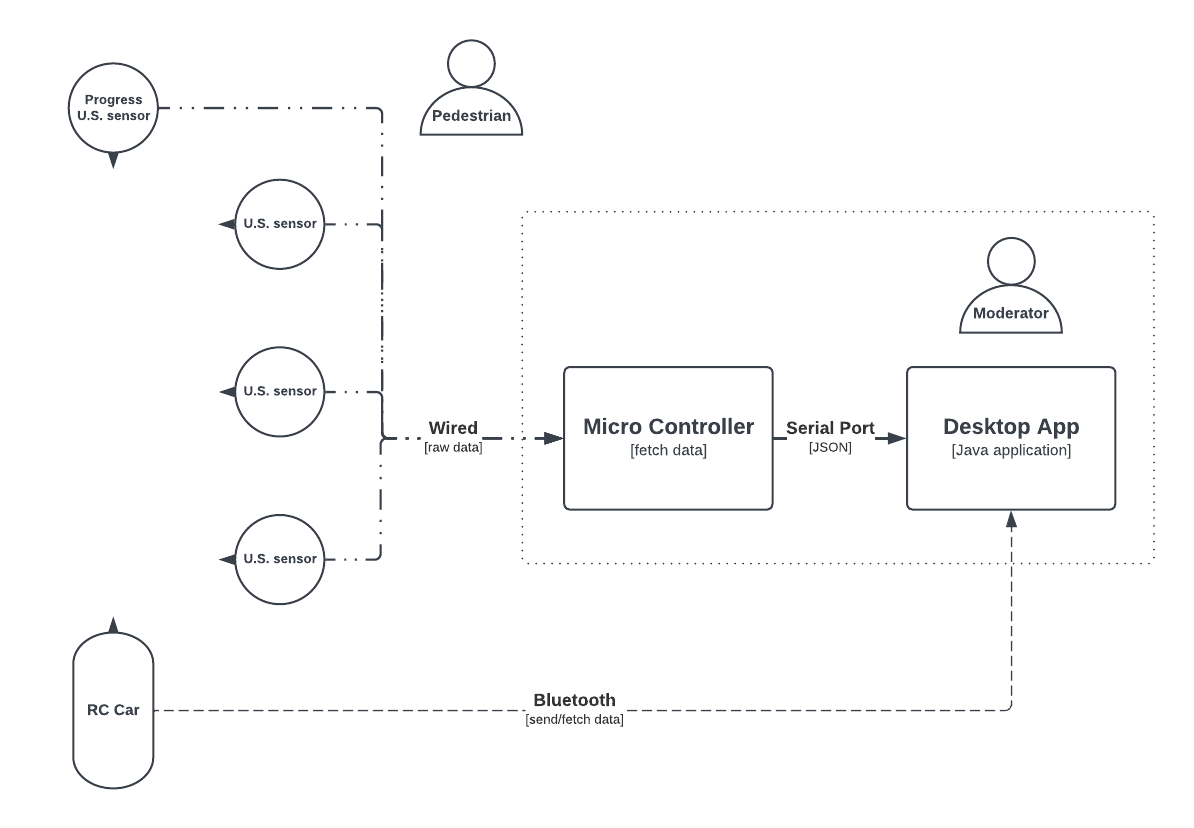 Progress
U.S. sensor
Pedestrian
U.S. sensor
Moderator
U.S. sensor
Wired
[raw data]
Micro Controller
[fetch data]
Serial Port
[JSON]
Desktop App
[Java application]
U.S. sensor
RC Car
Bluetooth
[send/fetch data]